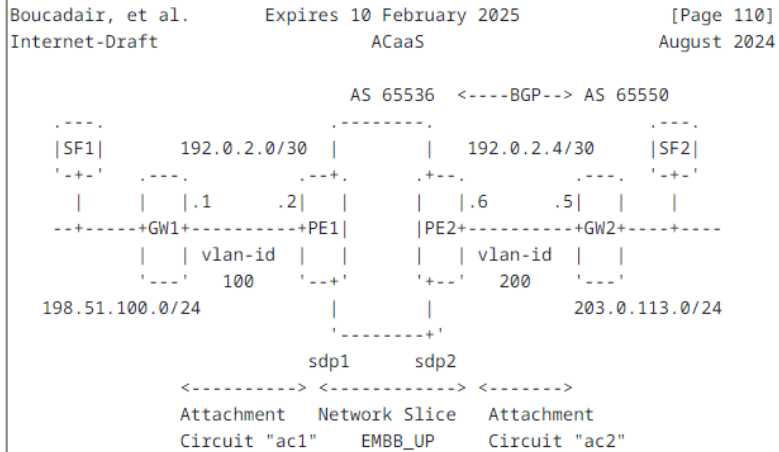 Boucadair, et al. Expires 10 February 2025 [Page 110]
Internet-Draft ACaaS August 2024
AS 65536 <----BGP--> AS 65550
.---. .--------. .---.
|SF1| 192.0.2.0/30 | | 192.0.2.4/30 |SF2|
'-+-' .---. .--+. .+--. .---. '-+-'
| | |.1 .2| | | |.6 .5| | |
--+-----+GW1+----------+PE1| |PE2+----------+GW2+----+----
| | vlan-id | | | | vlan-id | |
'---' 100 '--+' '+--' 200 '---'
198.51.100.0/24 | | 203.0.113.0/24
'--------+'
sdp1 sdp2
<----------> <------------> <------->
Attachment Network Slice Attachment
Circuit "ac1" EMBB_UP Circuit "ac2"